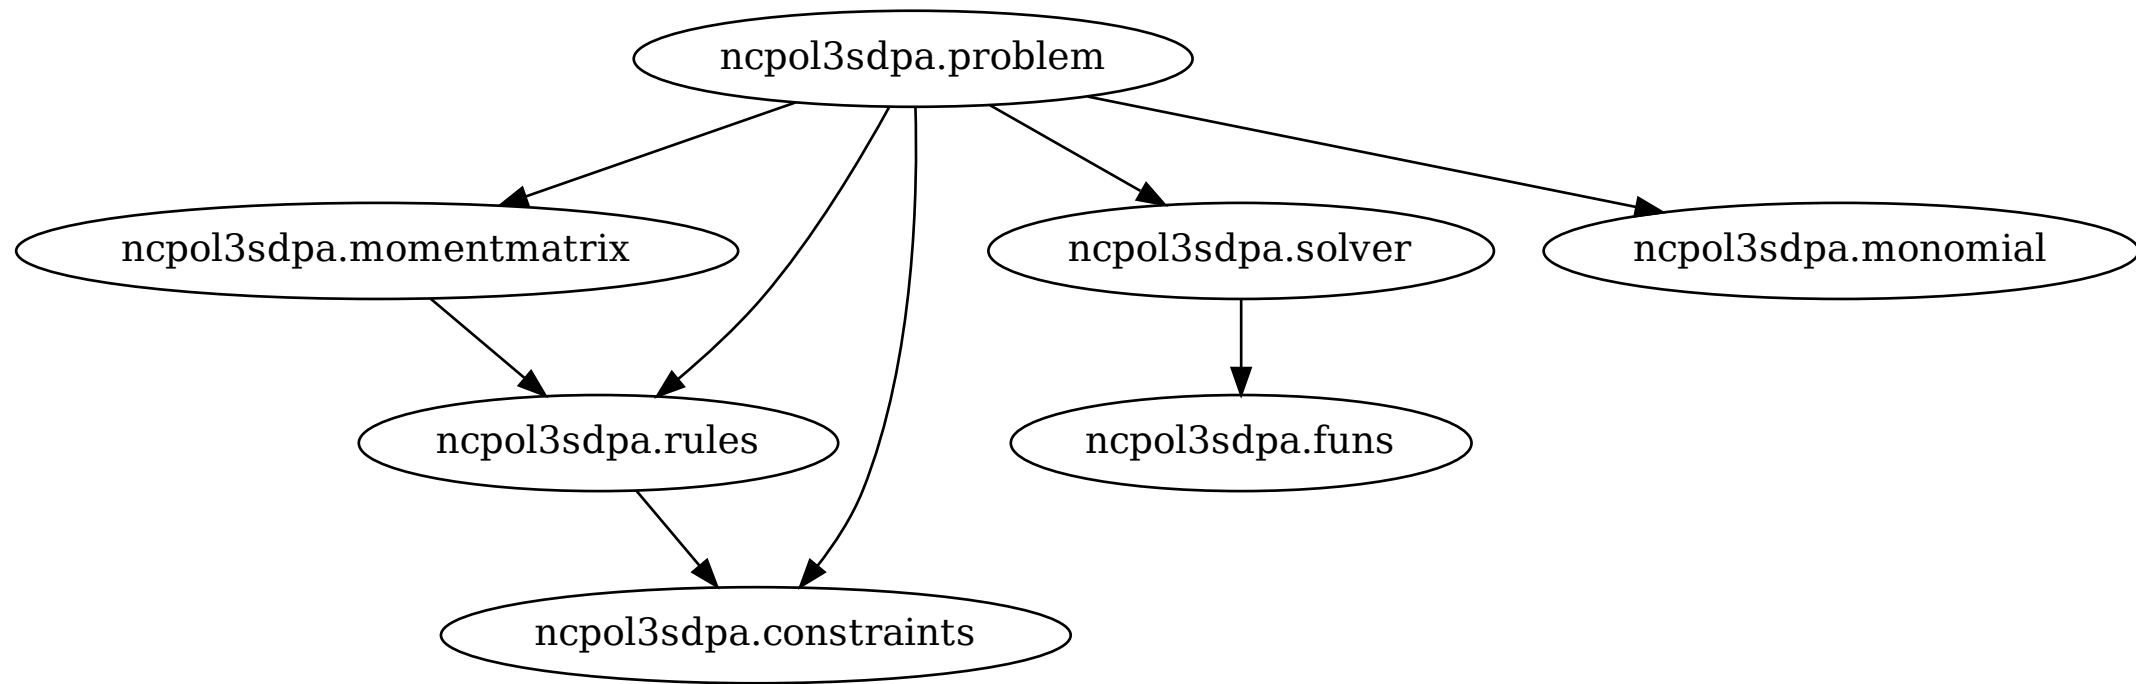 ncpol3sdpa.problem
ncpol3sdpa.momentmatrix
ncpol3sdpa.solver
ncpol3sdpa.monomial
ncpol3sdpa.rules
ncpol3sdpa.funs
ncpol3sdpa.constraints